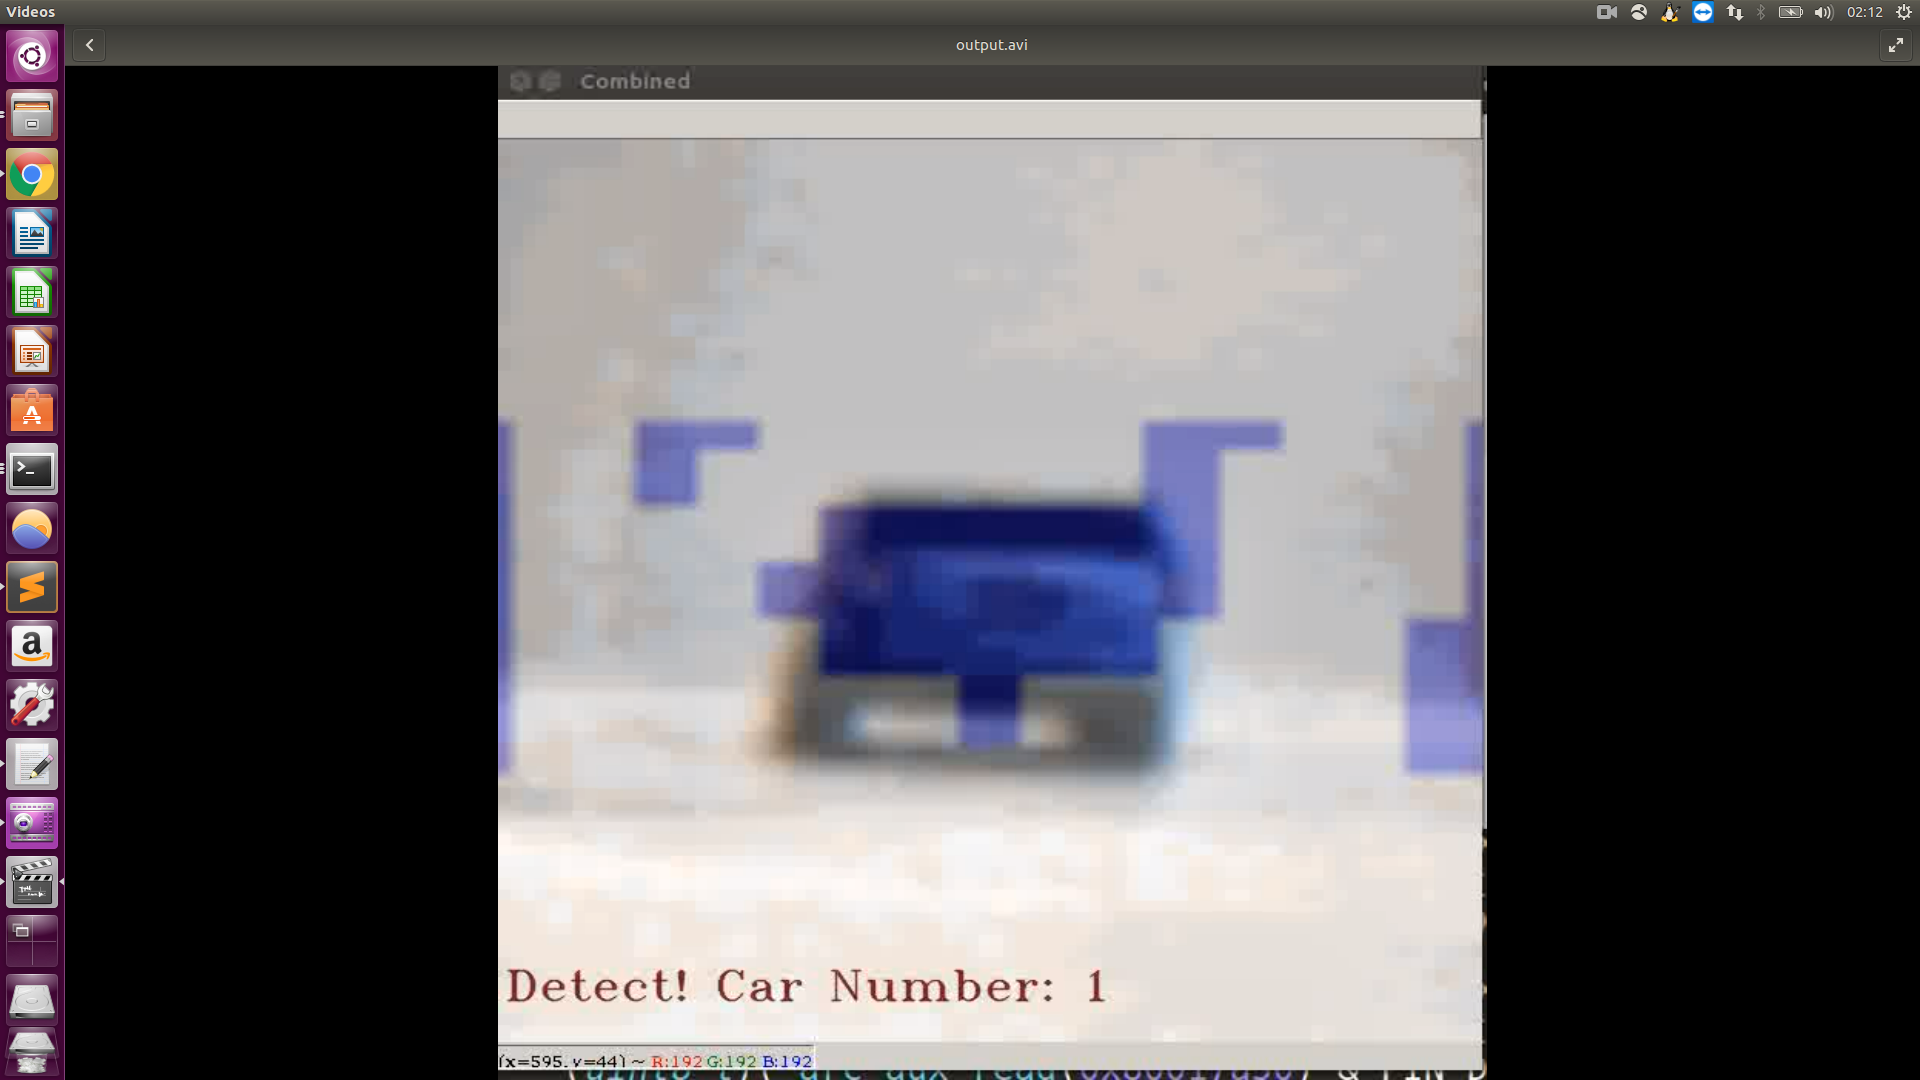 Videos
02:12
output.avi
Combined
Detect! Car Number: 1
(x=595, y=44) ~ R:192 G:192 B:192